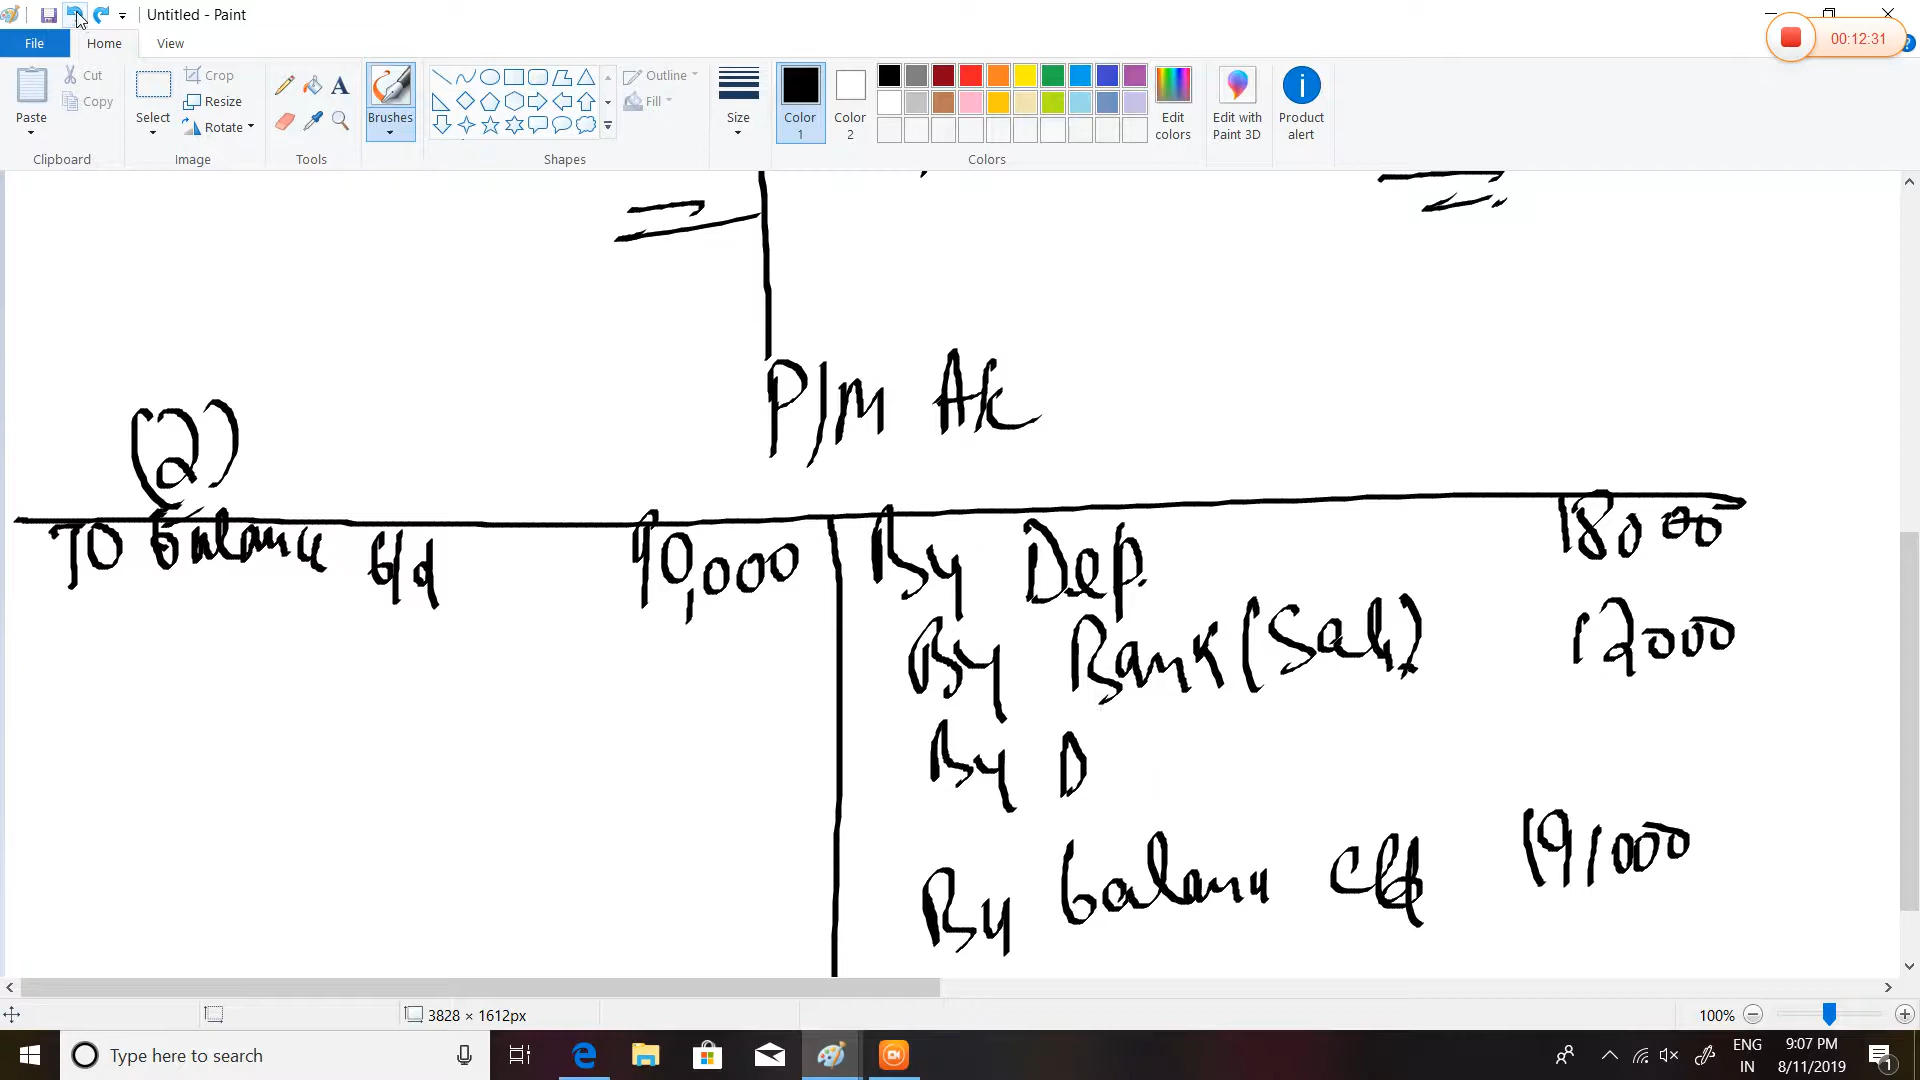 Untitled - Paint
00:12:31
File Home View
Cut Crop Outline
Copy Resize Fill
Paste Select Rotate Brushes Size Color 1 Color 2 Edit colors Edit with Paint 3D Product alert
Clipboard Image Tools Shapes Colors
P/M A/c
(2)
TO balance b/d 90,000 By Dep. 18000
By Bank (Sale) 12000
By D
By balance c/d 191000
3828 × 1612px 100%
Type here to search ENG 9:07 PM
IN 8/11/2019 1